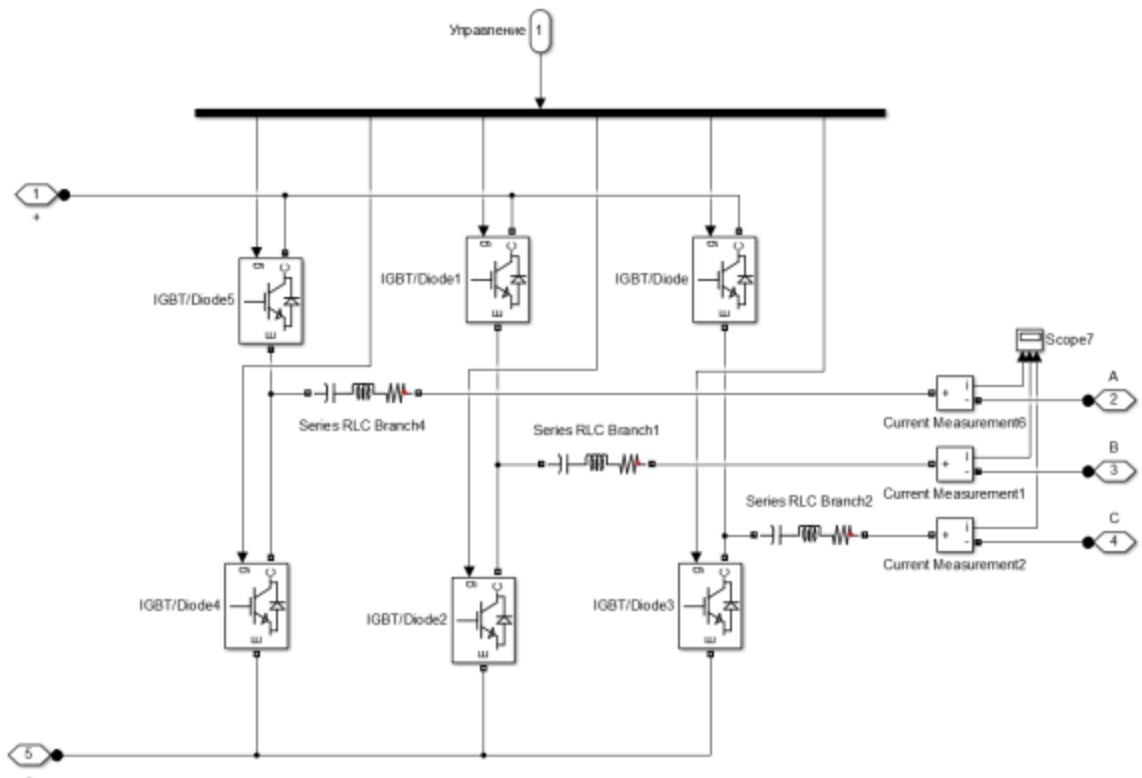 Управление 1
1
+
g C
g C
g C
IGBT/Diode5
E
IGBT/Diode1
E
IGBT/Diode
E
Scope7
Series RLC Branch4
+ i -
A
2
Current Measurement6
Series RLC Branch1
+ i -
B
3
Current Measurement1
Series RLC Branch2
+ i -
C
4
Current Measurement2
g C
g C
g C
IGBT/Diode4
E
IGBT/Diode2
E
IGBT/Diode3
E
5
-